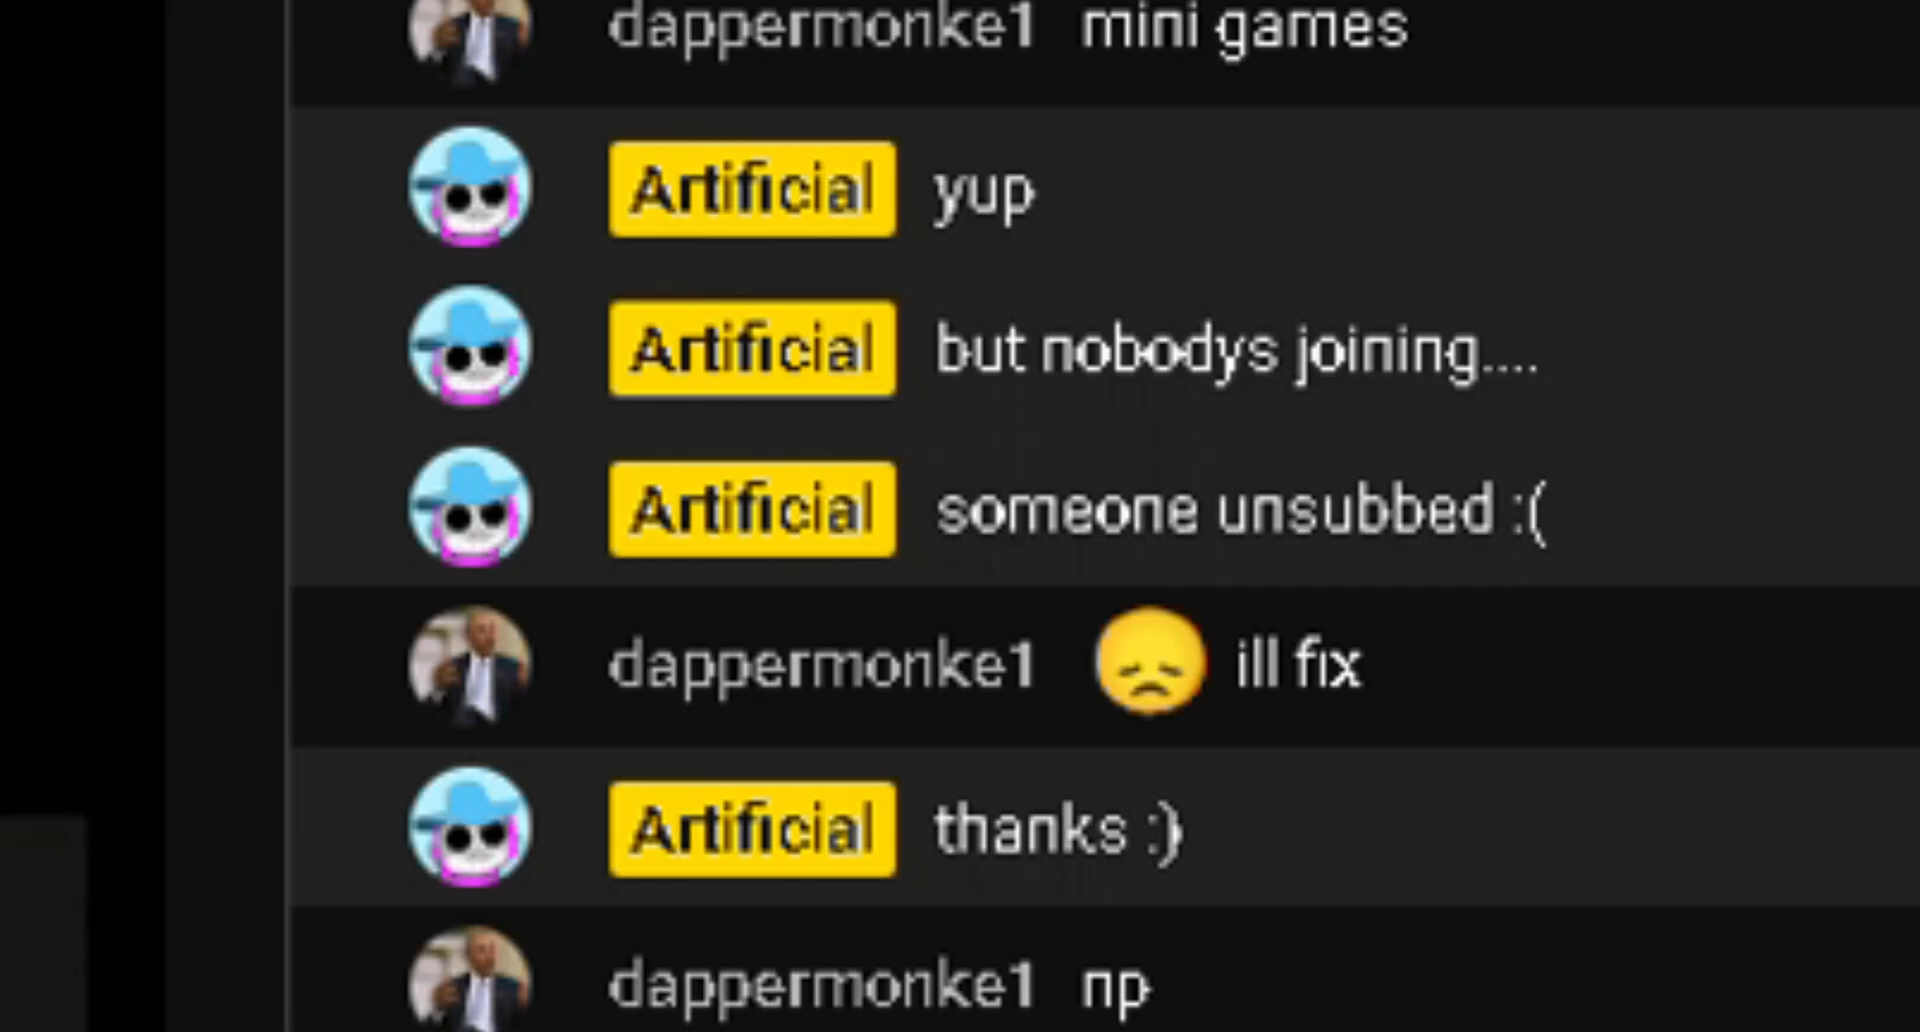 dappermonke1 mini games
Artificial yup
Artificial but nobodys joining....
Artificial someone unsubbed :(
dappermonke1 😞 ill fix
Artificial thanks :)
dappermonke1 np